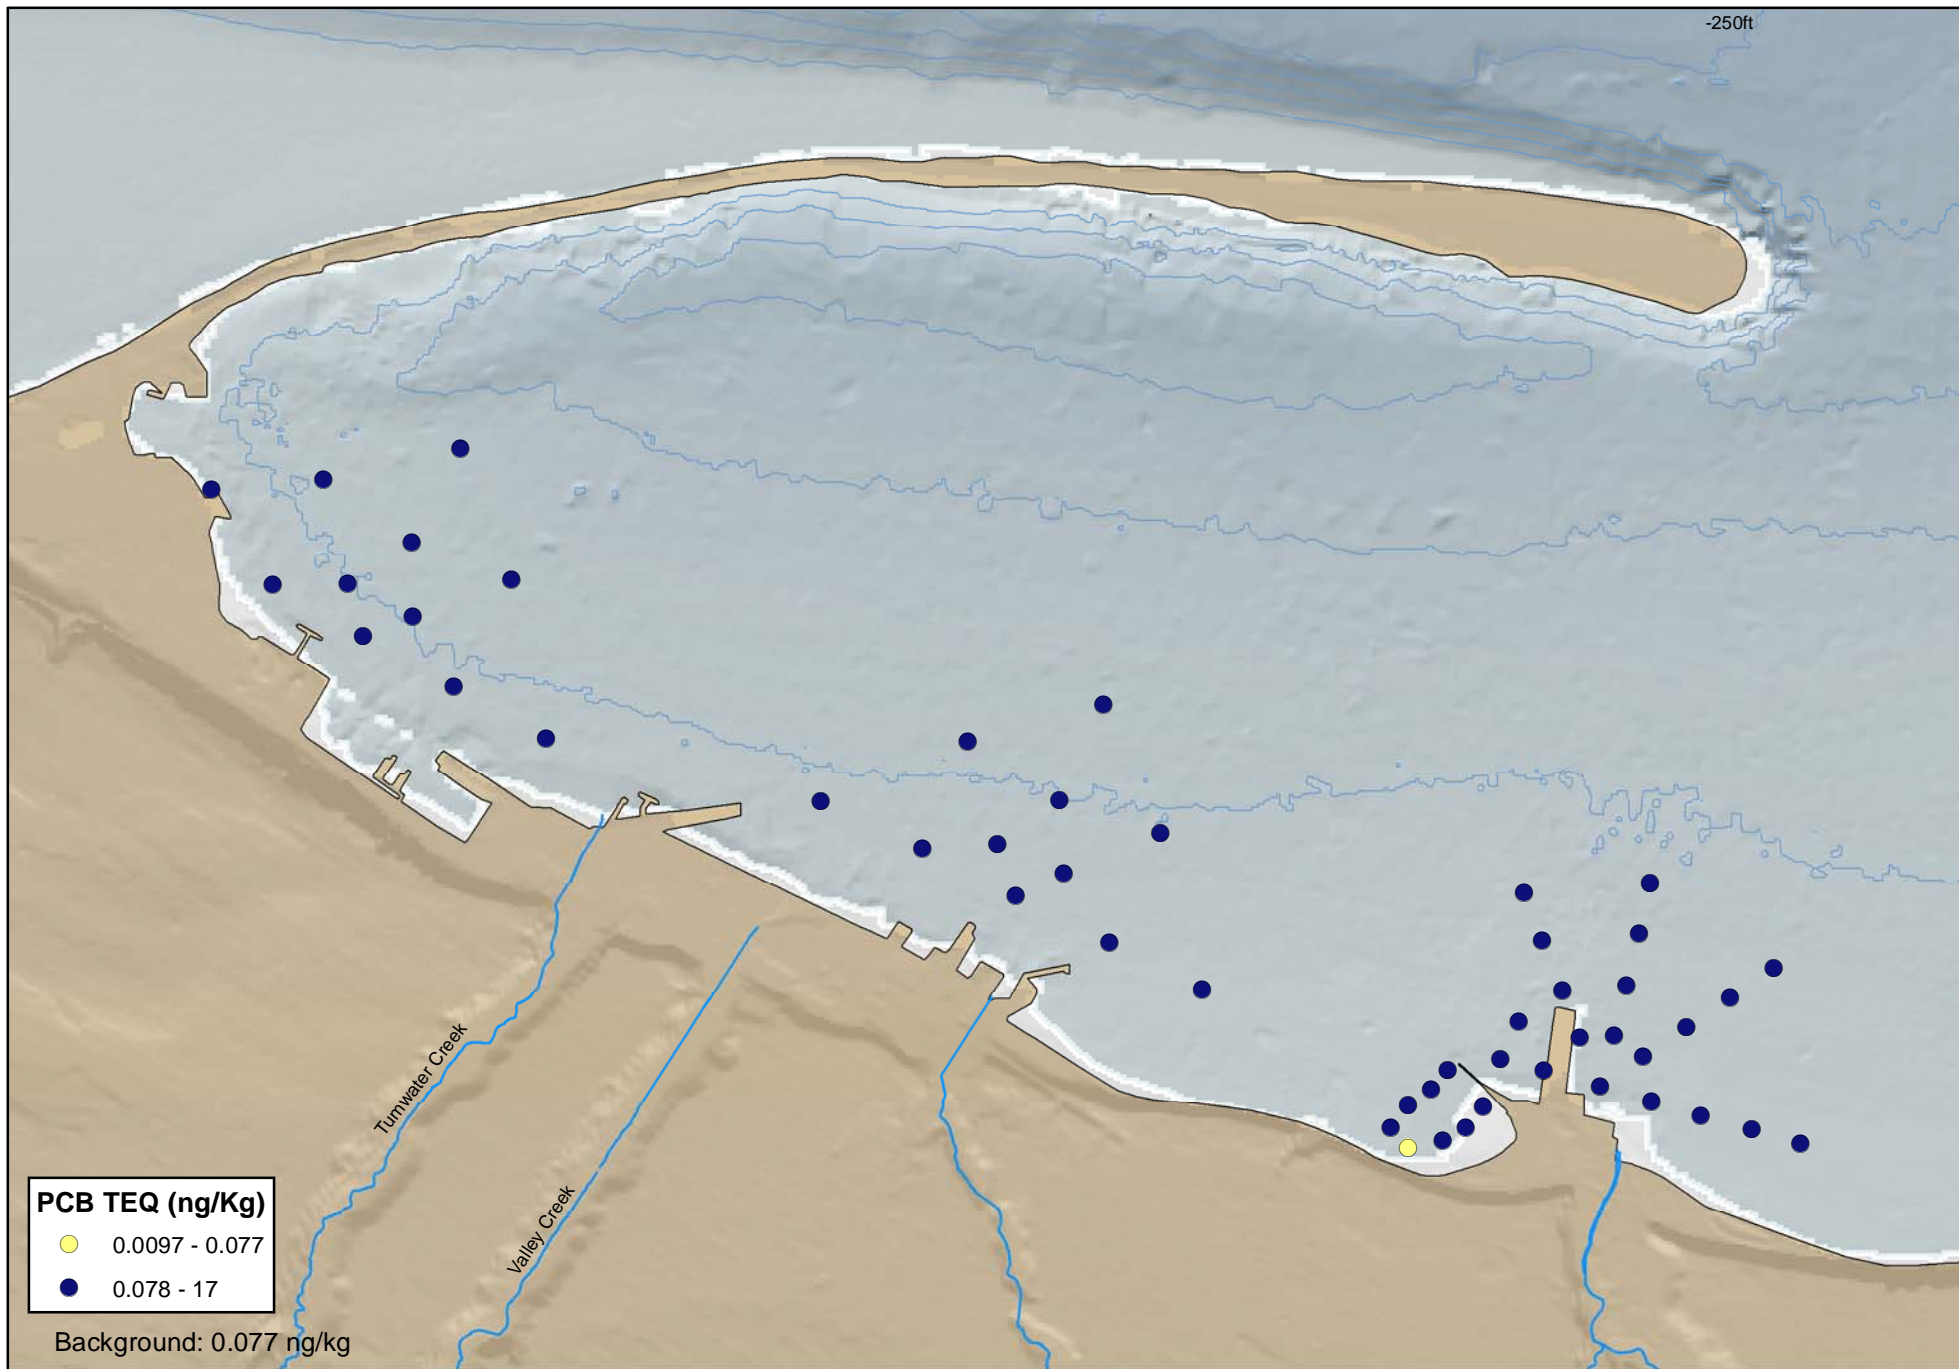 -250ft
Tumwater Creek
Valley Creek
PCB TEQ (ng/Kg)
0.0097 - 0.077
0.078 - 17
Background: 0.077 ng/kg